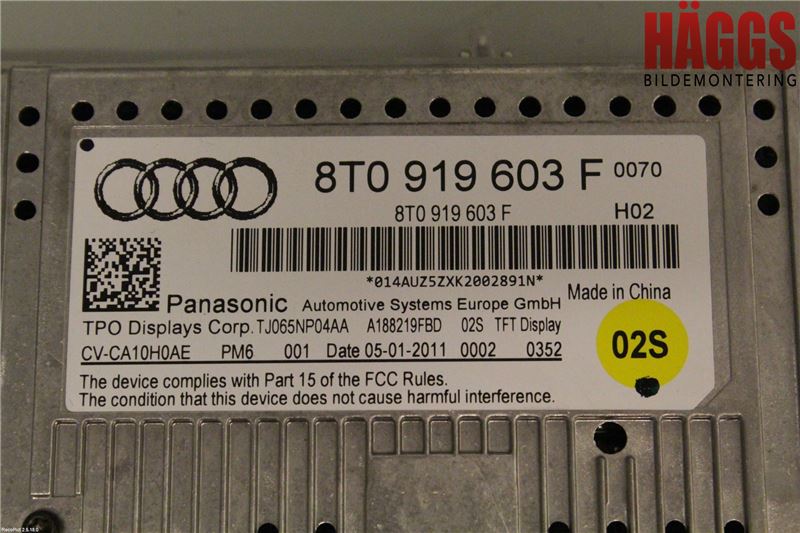 HÄGGS
BILDEMONTERING
8T0 919 603 F 0070
8T0 919 603 F H02
*014AUZ5ZXK2002891N*
Panasonic Automotive Systems Europe GmbH Made in China
TPO Displays Corp. TJ065NP04AA A188219FBD 02S TFT Display
CV-CA10H0AE PM6 001 Date 05-01-2011 0002 0352
02S
The device complies with Part 15 of the FCC Rules.
The condition that this device does not cause harmful interference.